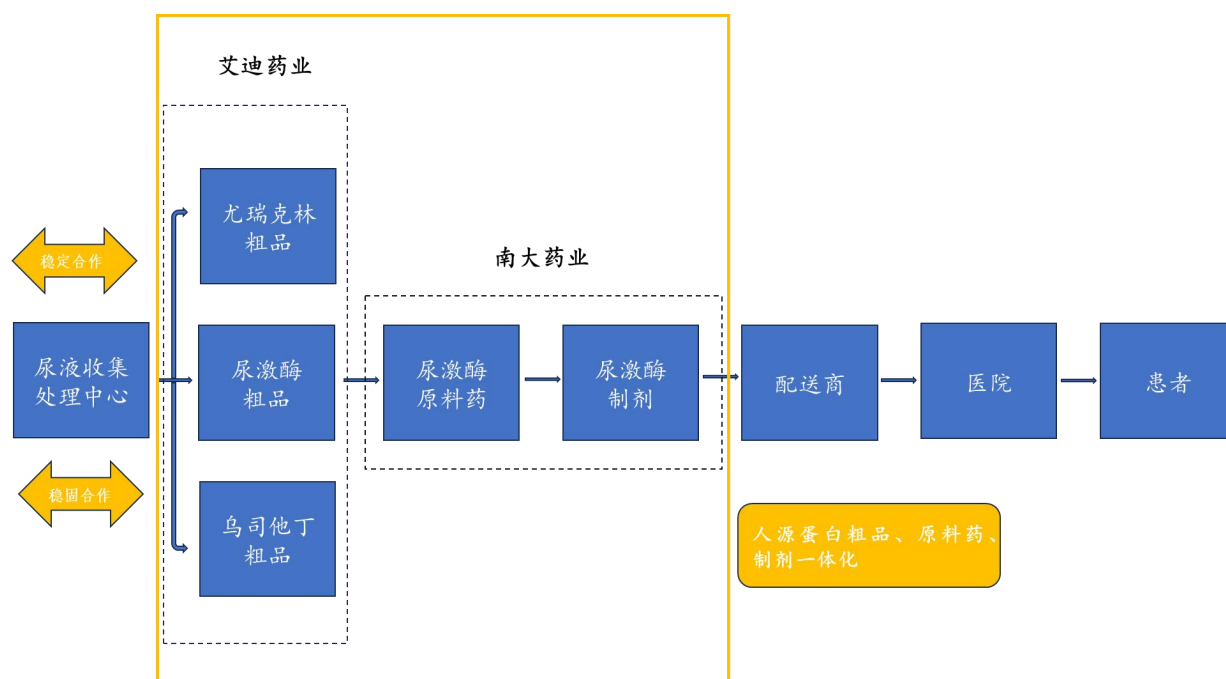 艾迪药业
尤瑞克林
粗品
稳定合作
南大药业
尿液收集
处理中心
尿激酶
粗品
尿激酶
原料药
尿激酶
制剂
配送商
医院
患者
稳固合作
乌司他丁
粗品
人源蛋白粗品、原料药、
制剂一体化